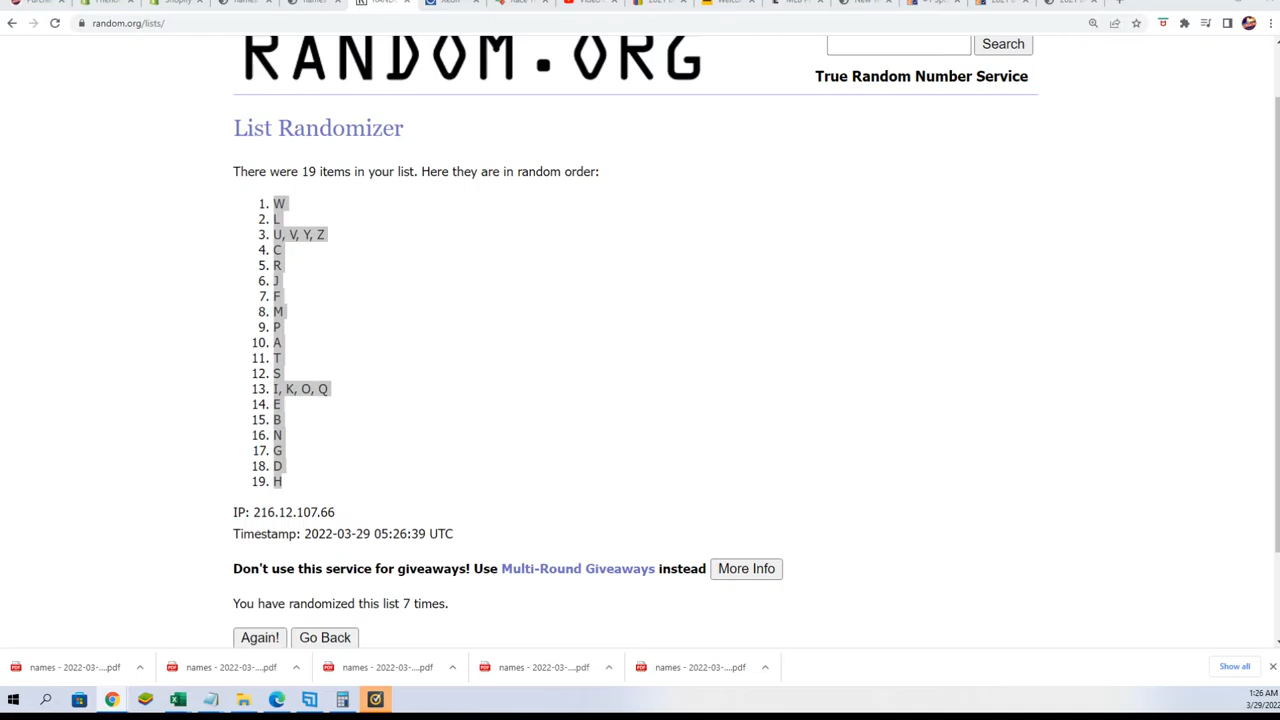 random.org/lists/
RANDOM.ORG
Search
True Random Number Service
List Randomizer
There were 19 items in your list. Here they are in random order:
1. W
2. L
3. U, V, Y, Z
4. C
5. R
6. J
7. F
8. M
9. P
10. A
11. T
12. S
13. I, K, O, Q
14. E
15. B
16. N
17. G
18. D
19. H
IP: 216.12.107.66
Timestamp: 2022-03-29 05:26:39 UTC
Don't use this service for giveaways! Use Multi-Round Giveaways instead More Info
You have randomized this list 7 times.
Again! Go Back
names - 2022-03-....pdf names - 2022-03-....pdf names - 2022-03-....pdf names - 2022-03-....pdf names - 2022-03-....pdf Show all
1:26 AM